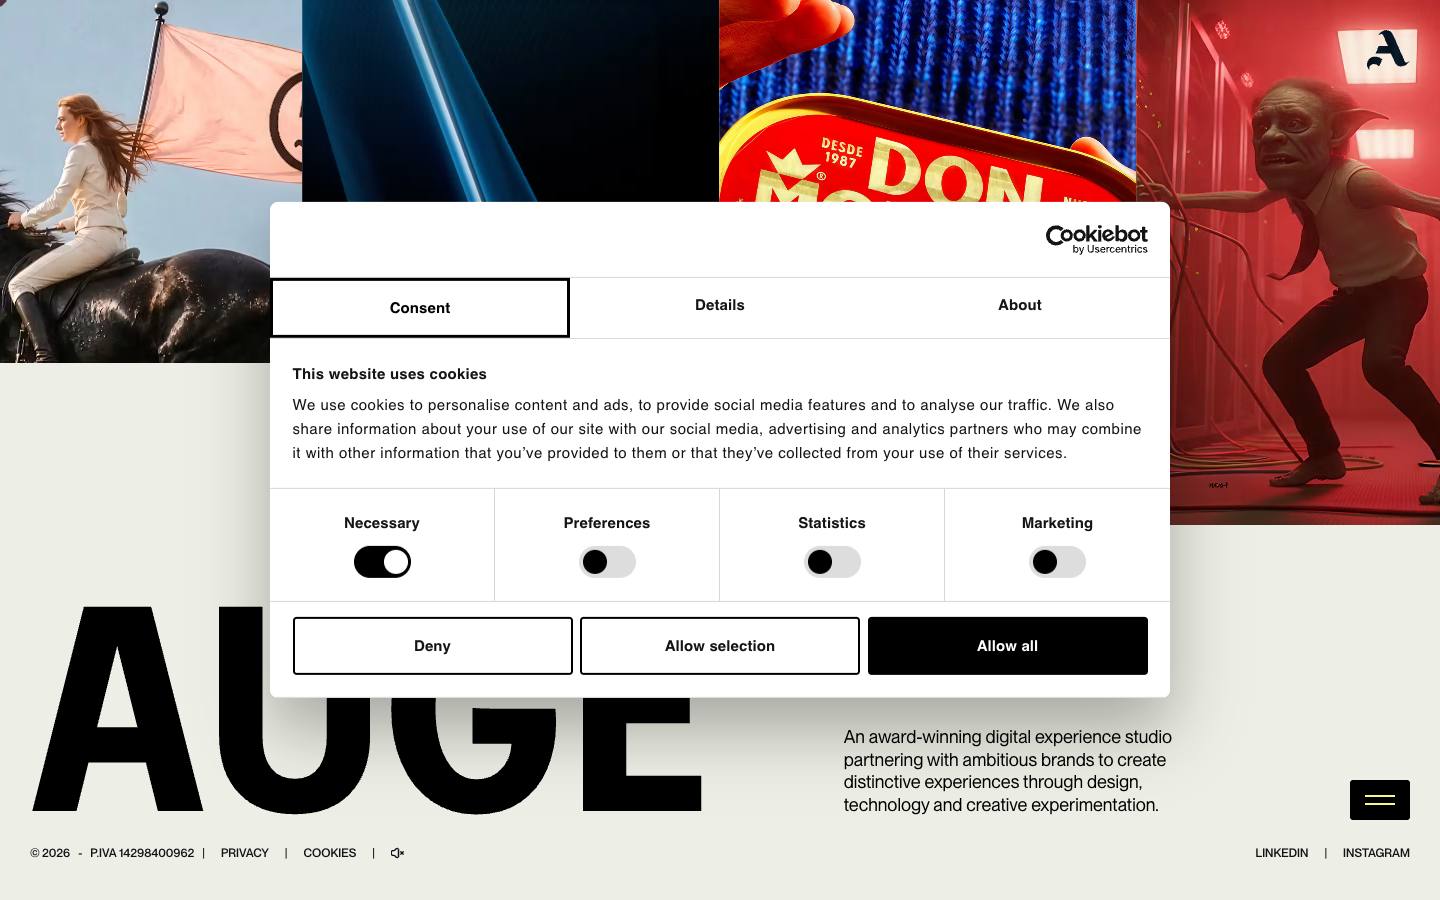 DESDE
1987
DON
Cookiebot
by Usercentrics
Consent
Details
About
This website uses cookies
We use cookies to personalise content and ads, to provide social media features and to analyse our traffic. We also
share information about your use of our site with our social media, advertising and analytics partners who may combine
it with other information that you’ve provided to them or that they’ve collected from your use of their services.
Necessary
Preferences
Statistics
Marketing
Deny
Allow selection
Allow all
AUGE
An award-winning digital experience studio
partnering with ambitious brands to create
distinctive experiences through design,
technology and creative experimentation.
© 2026 - P.IVA 14298400962 | PRIVACY | COOKIES |
LINKEDIN | INSTAGRAM